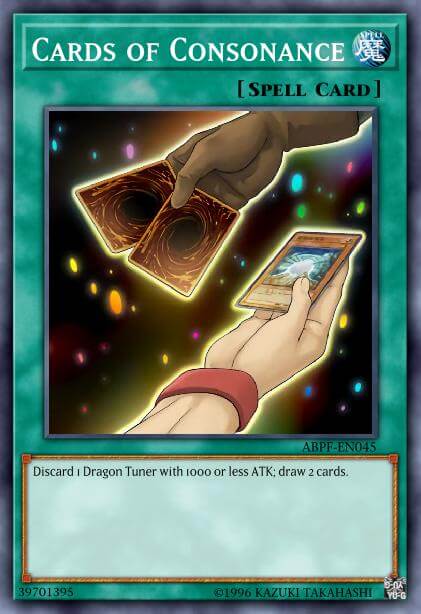 Cards of Consonance
[Spell Card]
ABPF-EN045
Discard 1 Dragon Tuner with 1000 or less ATK; draw 2 cards.
39701395
©1996 KAZUKI TAKAHASHI